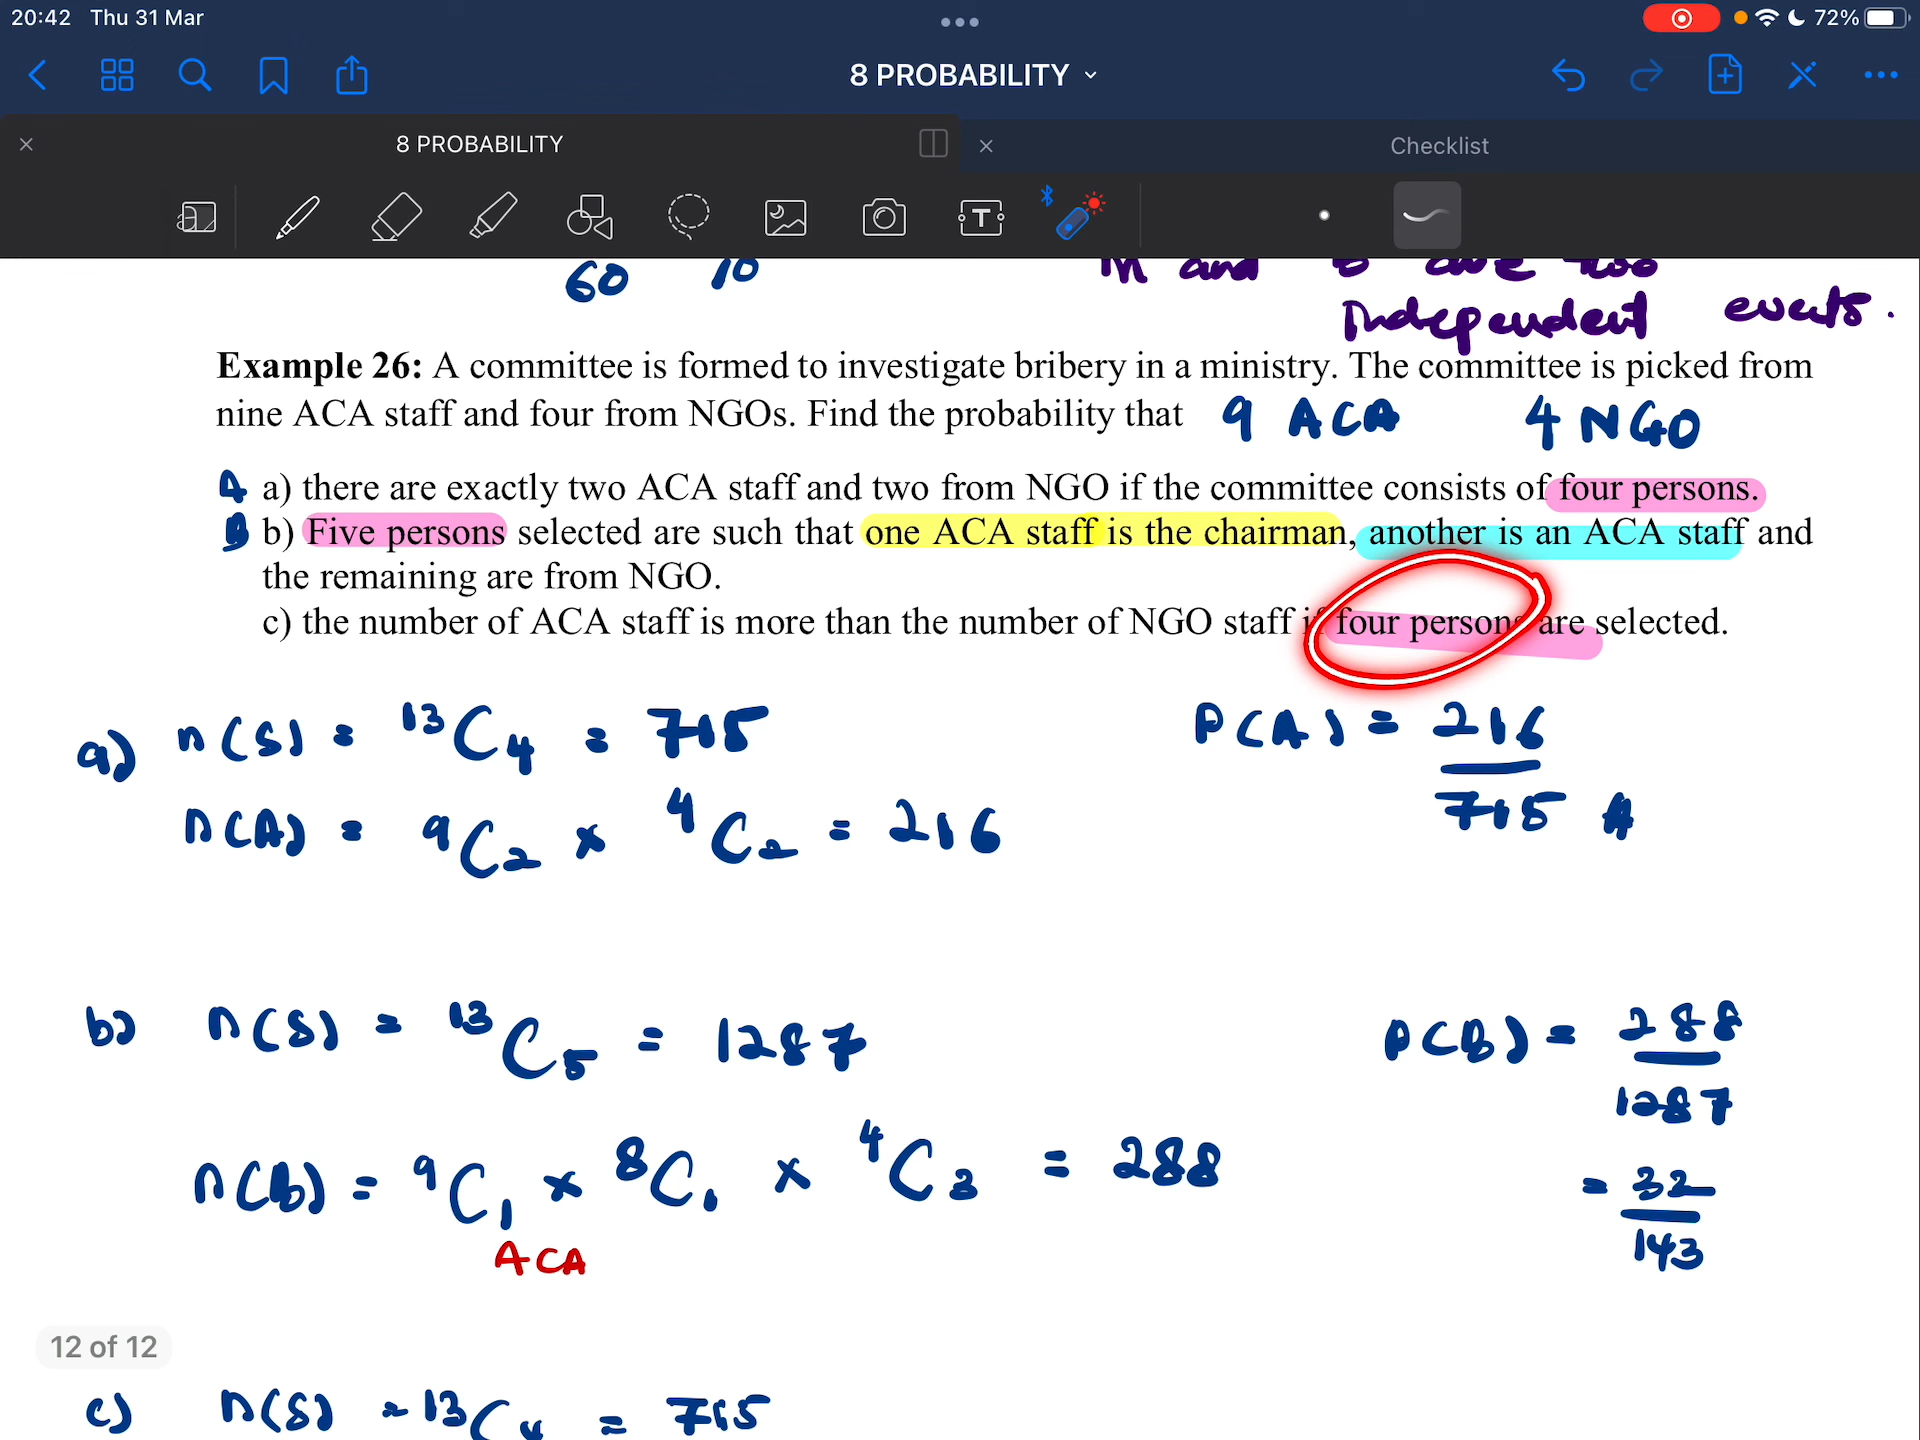 20:42 Thu 31 Mar
72%
8 PROBABILITY
8 PROBABILITY
Checklist
60 10
M and B are two
Independent events.
Example 26: A committee is formed to investigate bribery in a ministry. The committee is picked from
nine ACA staff and four from NGOs. Find the probability that 9 ACA 4 NGO
A a) there are exactly two ACA staff and two from NGO if the committee consists of four persons.
B b) Five persons selected are such that one ACA staff is the chairman, another is an ACA staff and
the remaining are from NGO.
c) the number of ACA staff is more than the number of NGO staff if four persons are selected.
a) n(S) = ¹³C₄ = 715
P(A) = 216
715
n(A) = ⁹C₂ × ⁴C₂ = 216
b) n(S) = ¹³C₅ = 1287
P(B) = 288
1287
n(B) = ⁹C₁ × ⁸C₁ × ⁴C₃ = 288
= 32
143
ACA
12 of 12
c) n(S) = ¹³C₄ = 715